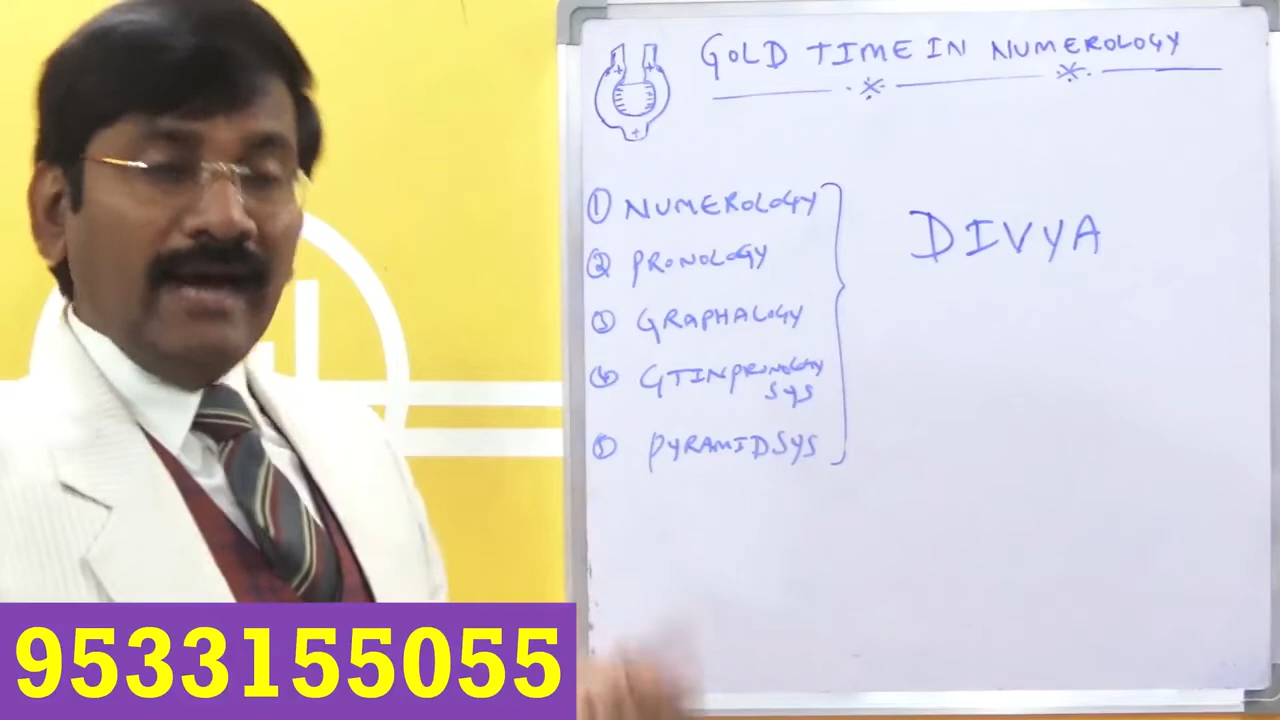 GOLD TIME IN NUMEROLOGY
① NUMEROLOGY
② PRONOLOGY
③ GRAPHALOGY
④ GTINPRONOLOGY
SYS
⑤ PYRAMIDSYS
DIVYA
9533155055